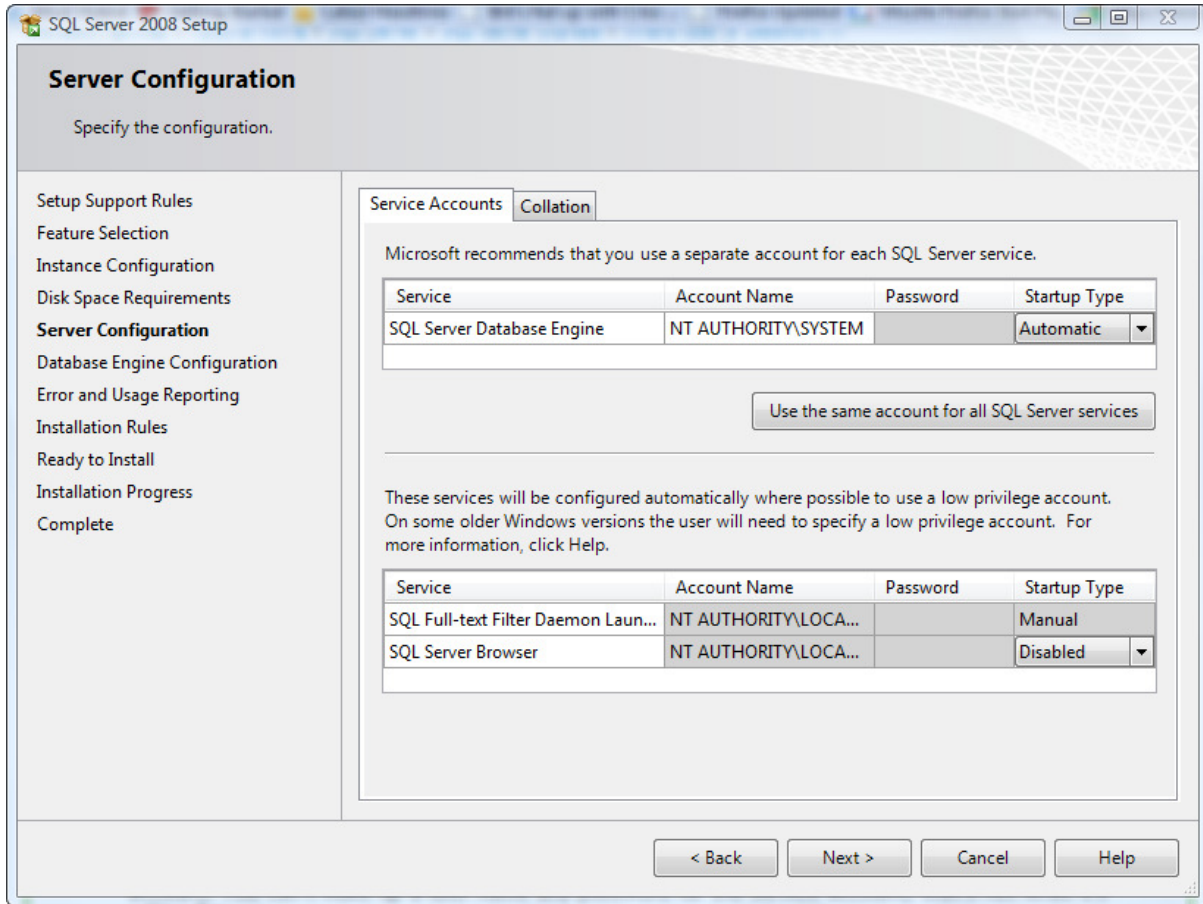 SQL Server 2008 Setup
Server Configuration
Specify the configuration.
Setup Support Rules
Feature Selection
Instance Configuration
Disk Space Requirements
Server Configuration
Database Engine Configuration
Error and Usage Reporting
Installation Rules
Ready to Install
Installation Progress
Complete
Service Accounts Collation
Microsoft recommends that you use a separate account for each SQL Server service.
Service Account Name Password Startup Type
SQL Server Database Engine NT AUTHORITY\SYSTEM Automatic
Use the same account for all SQL Server services
These services will be configured automatically where possible to use a low privilege account.
On some older Windows versions the user will need to specify a low privilege account. For
more information, click Help.
Service Account Name Password Startup Type
SQL Full-text Filter Daemon Laun... NT AUTHORITY\LOCA... Manual
SQL Server Browser NT AUTHORITY\LOCA... Disabled
< Back Next > Cancel Help